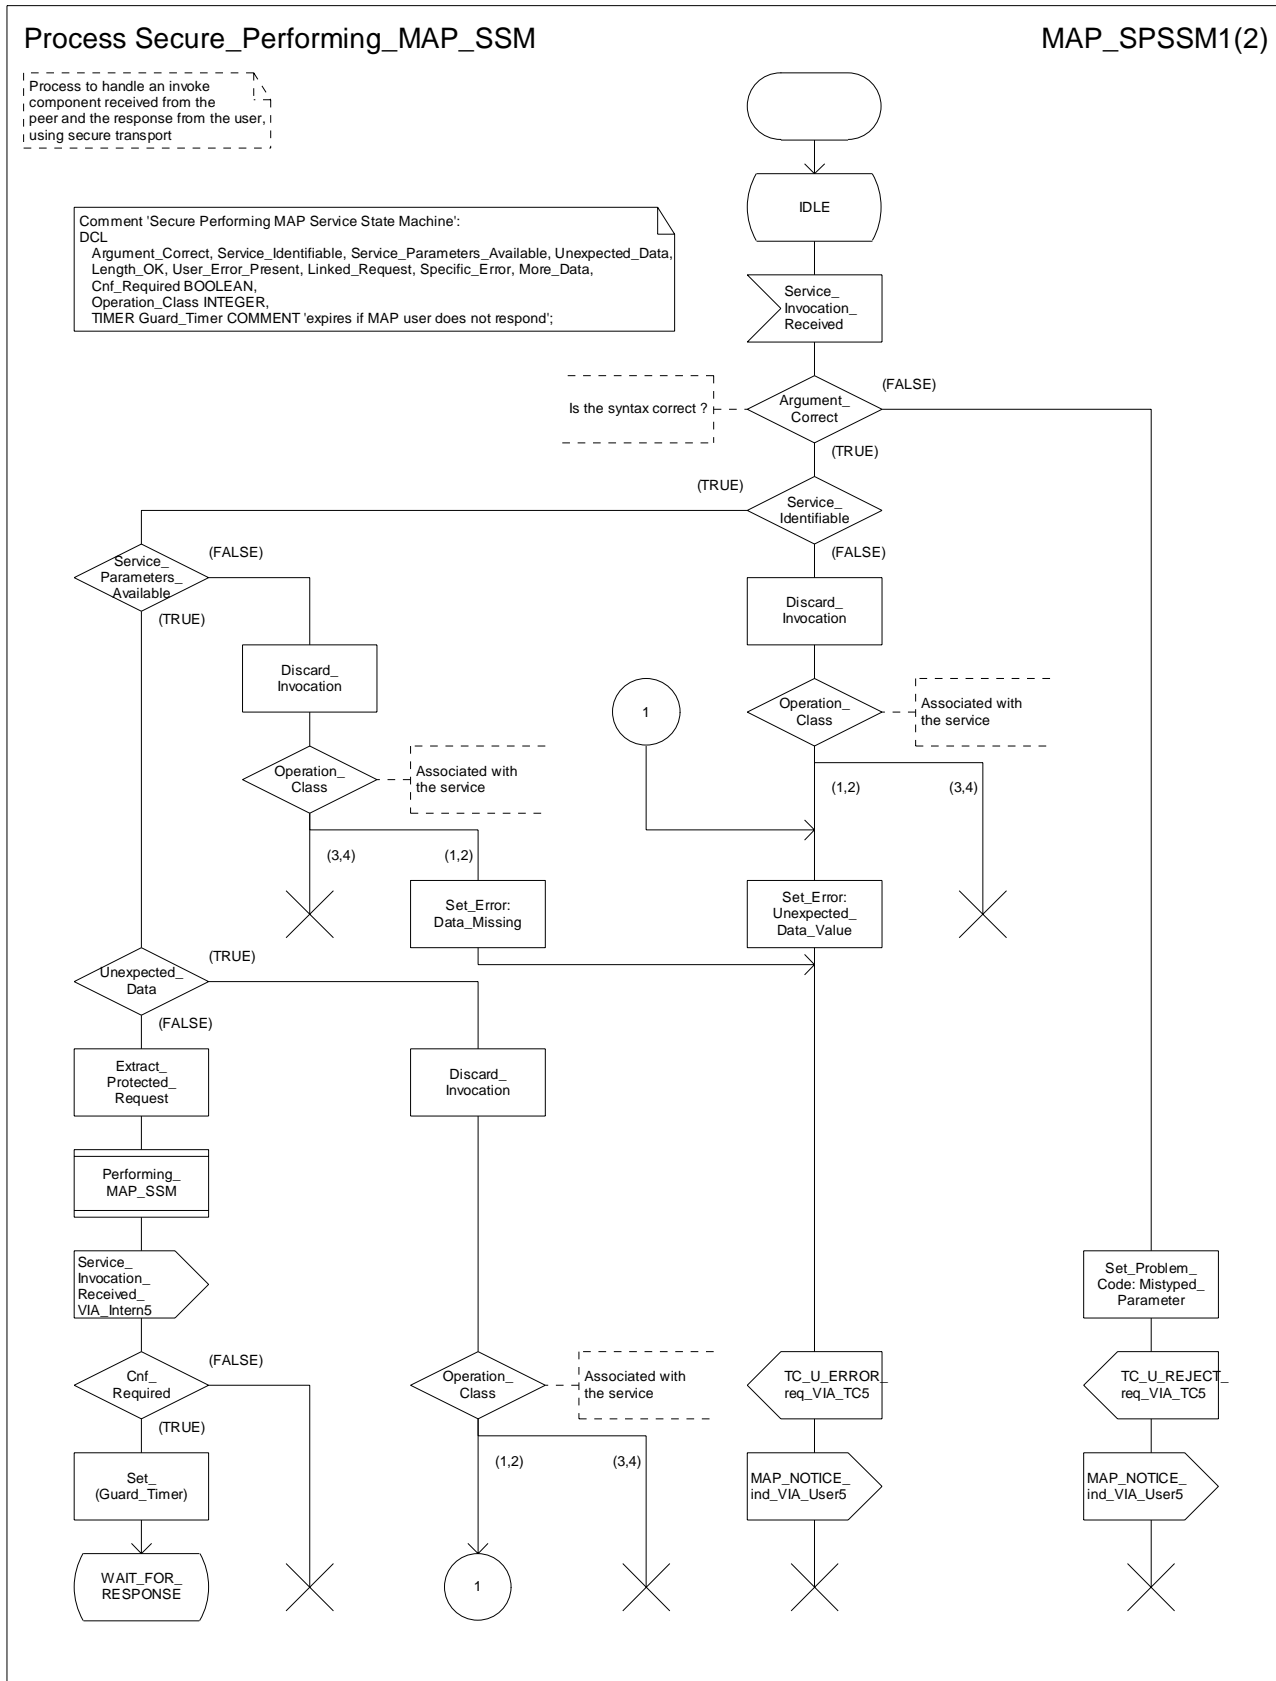 Process Secure_Performing_MAP_SSM
MAP_SPSSM1(2)
Process to handle an invoke
component received from the
peer and the response from the user,
using secure transport
IDLE
Comment 'Secure Performing MAP Service State Machine':
DCL
Argument_Correct, Service_Identifiable, Service_Parameters_Available, Unexpected_Data,
Length_OK, User_Error_Present, Linked_Request, Specific_Error, More_Data,
Cnf_Required BOOLEAN,
Operation_Class INTEGER,
TIMER Guard_Timer COMMENT 'expires if MAP user does not respond';
Service_
Invocation_
Received
(FALSE)
Is the syntax correct ?
Argument_
Correct
(TRUE)
(TRUE)
Service_
Identifiable
(FALSE)
(FALSE)
Service_
Parameters_
Available
(TRUE)
Discard_
Invocation
Discard_
Invocation
1
Operation_
Class
Associated with
the service
Operation_
Class
Associated with
the service
(1,2)
(3,4)
(3,4)
(1,2)
Set_Error:
Data_Missing
Set_Error:
Unexpected_
Data_Value
(TRUE)
Unexpected_
Data
(FALSE)
Extract_
Protected_
Request
Discard_
Invocation
Performing_
MAP_SSM
Service_
Invocation_
Received_
VIA_Intern5
Set_Problem_
Code: Mistyped_
Parameter
(FALSE)
Cnf_
Required
(TRUE)
Operation_
Class
Associated with
the service
TC_U_ERROR_
req_VIA_TC5
TC_U_REJECT_
req_VIA_TC5
(1,2)
(3,4)
Set_
(Guard_Timer)
MAP_NOTICE_
ind_VIA_User5
MAP_NOTICE_
ind_VIA_User5
WAIT_FOR_
RESPONSE
1